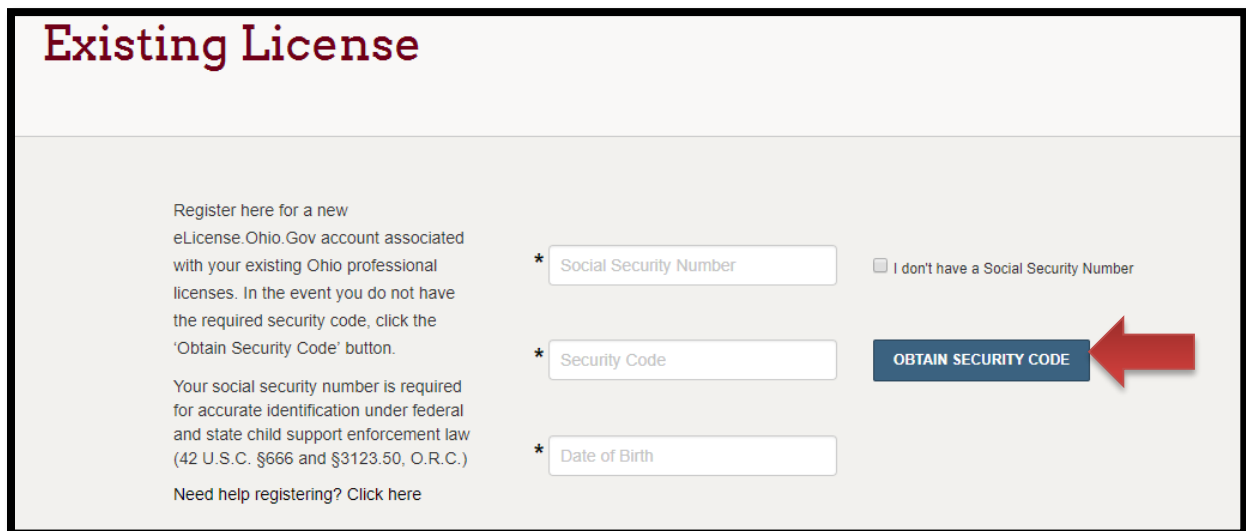 Existing License
Register here for a new
eLicense.Ohio.Gov account associated
with your existing Ohio professional
licenses. In the event you do not have
the required security code, click the
‘Obtain Security Code’ button.
Your social security number is required
for accurate identification under federal
and state child support enforcement law
(42 U.S.C. §666 and §3123.50, O.R.C.)
Need help registering? Click here
* Social Security Number
I don't have a Social Security Number
* Security Code
OBTAIN SECURITY CODE
* Date of Birth